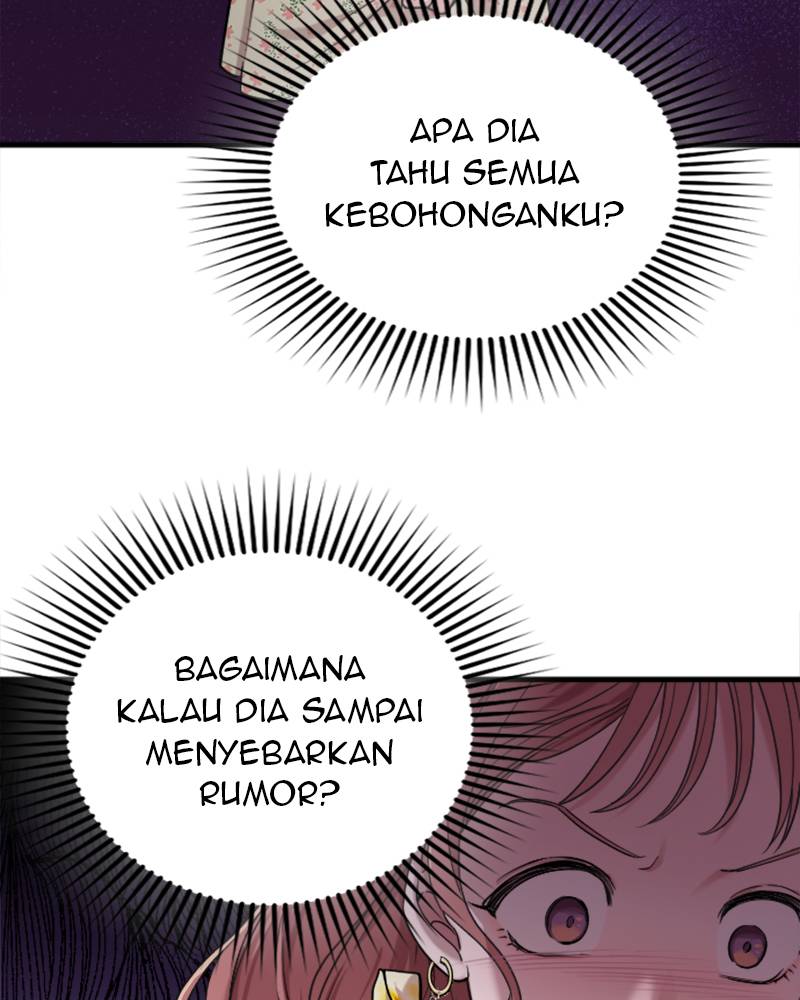 APA DIA
TAHU SEMUA
KEBOHONGANKU?
BAGAIMANA
KALAU DIA SAMPAI
MENYEBARKAN
RUMOR?